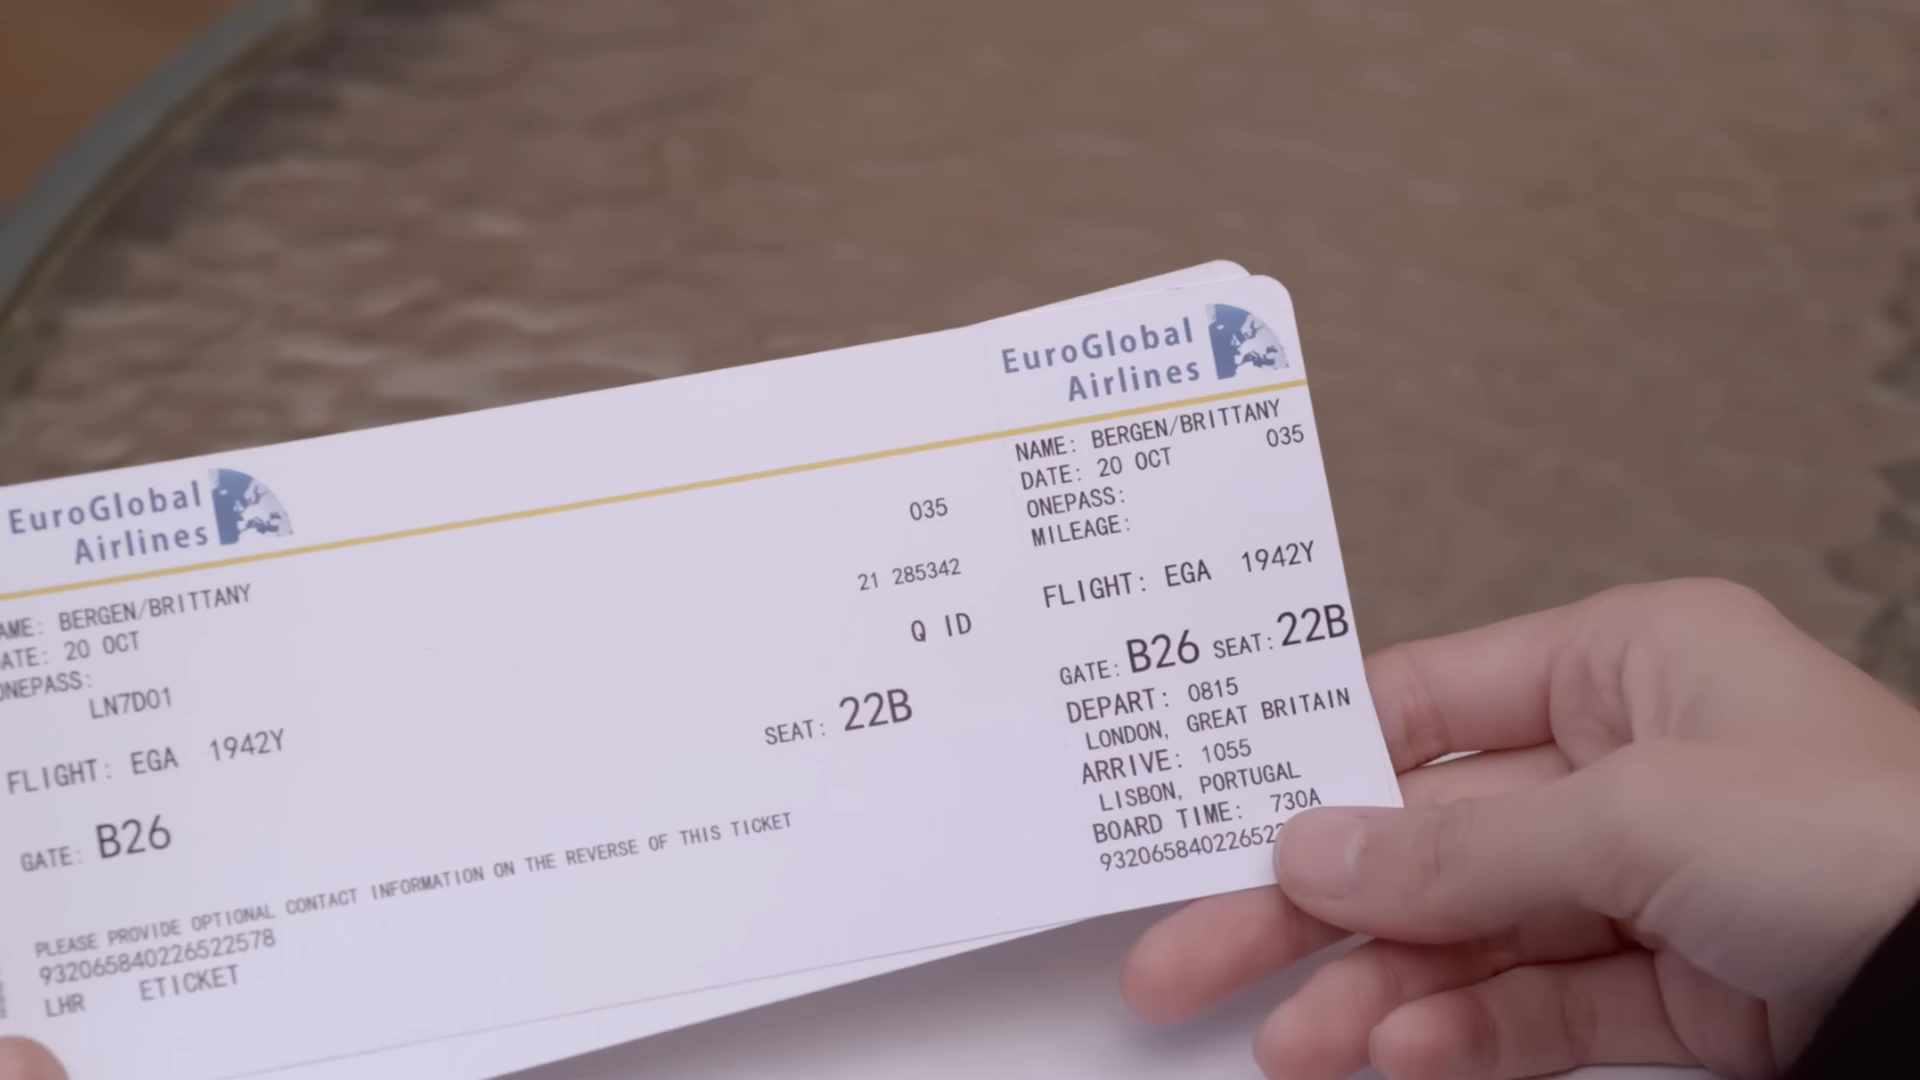 EuroGlobal
Airlines
AME: BERGEN/BRITTANY
ATE: 20 OCT
ONEPASS:
LN7D01
FLIGHT: EGA 1942Y
GATE: B26
PLEASE PROVIDE OPTIONAL CONTACT INFORMATION ON THE REVERSE OF THIS TICKET
932065840226522578
LHR ETICKET
035
21 285342
Q ID
SEAT: 22B
EuroGlobal
Airlines
NAME: BERGEN/BRITTANY
DATE: 20 OCT 035
ONEPASS:
MILEAGE:
FLIGHT: EGA 1942Y
GATE: B26 SEAT: 22B
DEPART: 0815
LONDON, GREAT BRITAIN
ARRIVE: 1055
LISBON, PORTUGAL
BOARD TIME: 730A
93206584022652